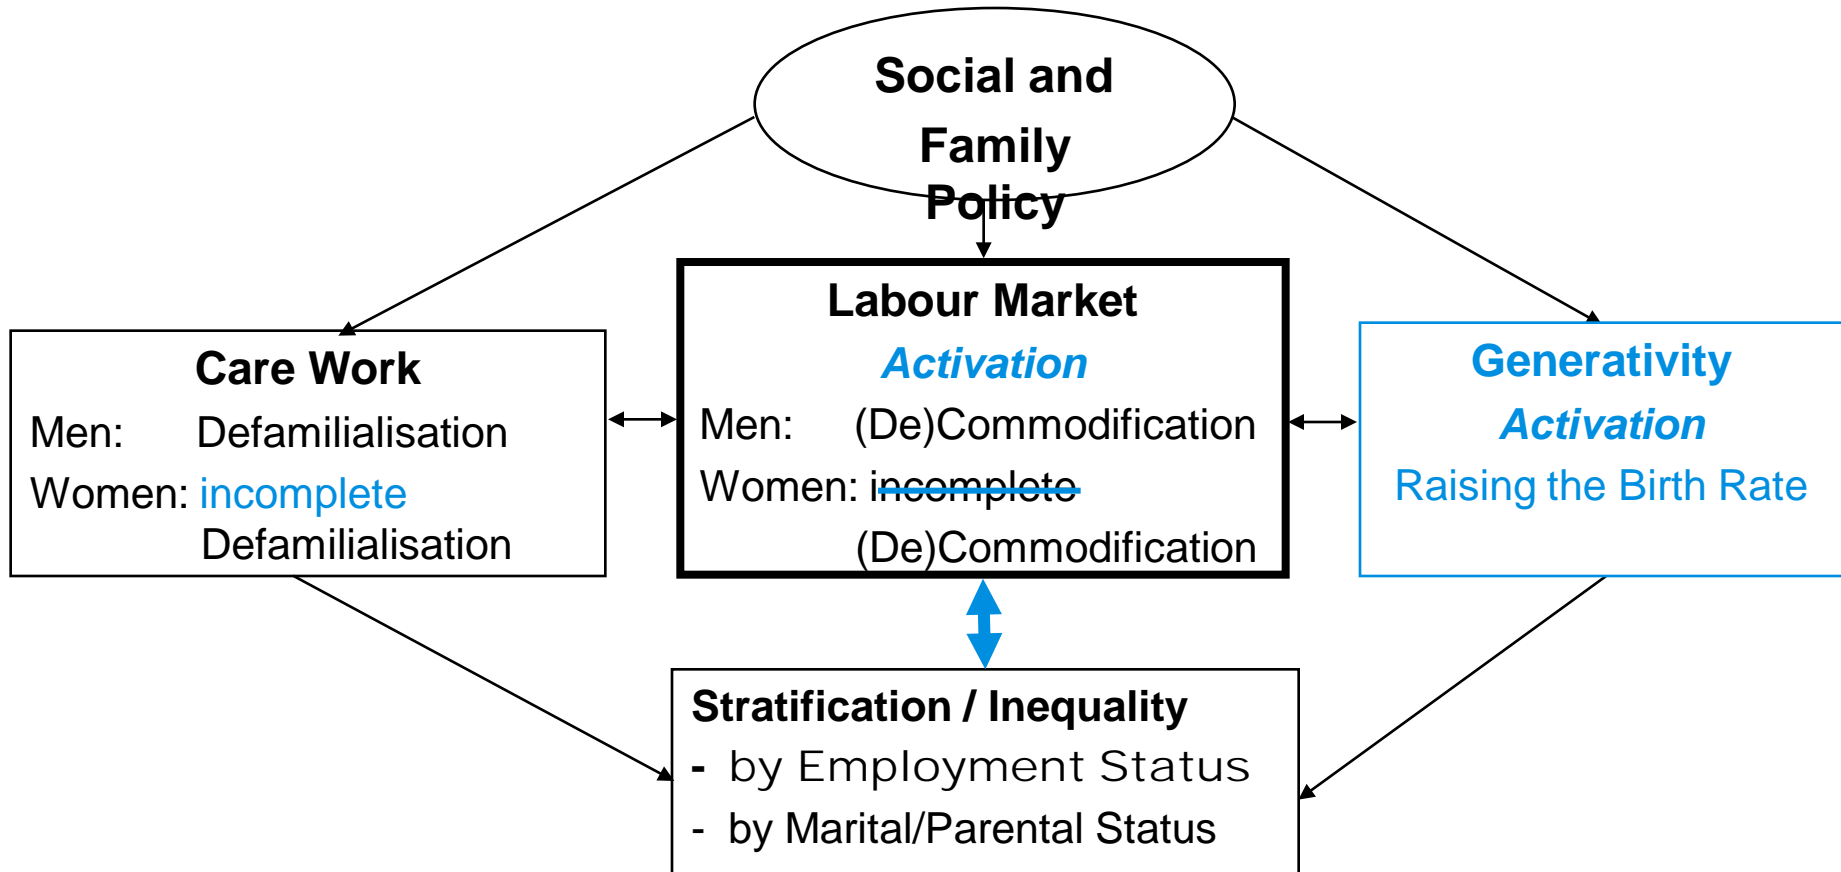 Social and
Family
Policy
Labour Market
Activation
Men: (De)Commodification
Women: incomplete
(De)Commodification
Care Work
Men: Defamilialisation
Women: incomplete
Defamilialisation
Generativity
Activation
Raising the Birth Rate
Stratification / Inequality
- by Employment Status
- by Marital/Parental Status